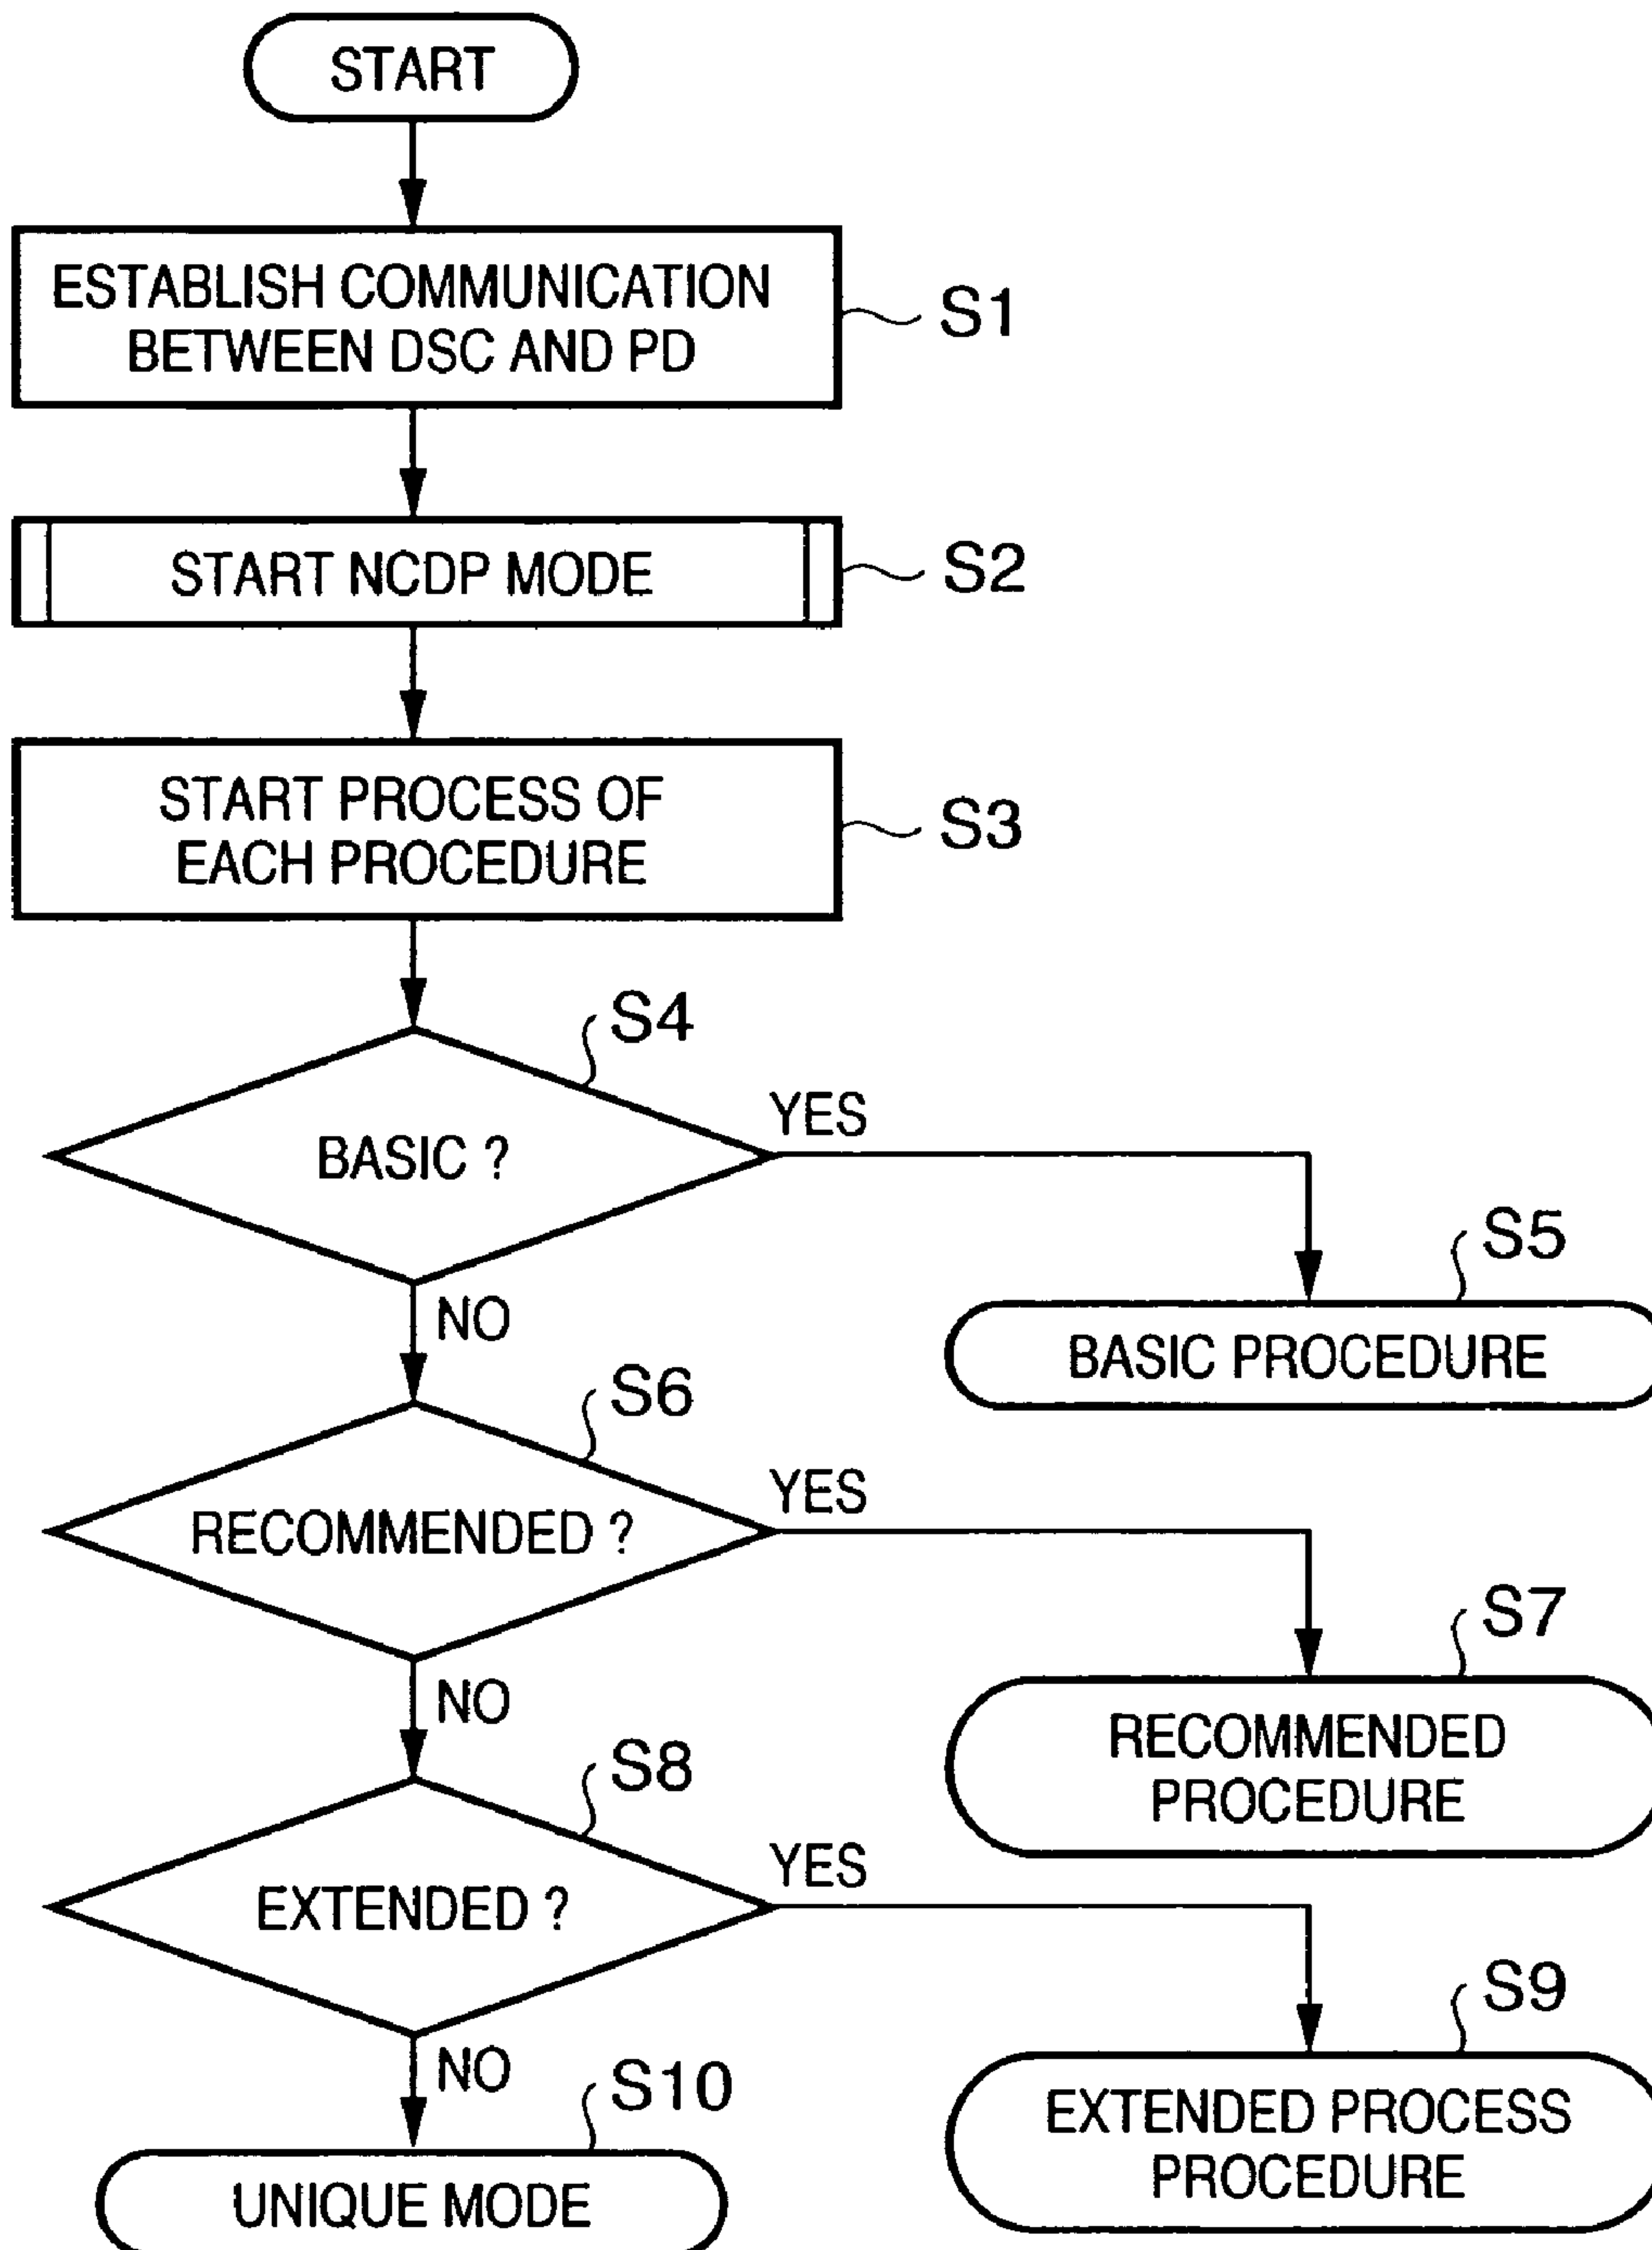 START
ESTABLISH COMMUNICATION
BETWEEN DSC AND PD
S1
START NCDP MODE
S2
START PROCESS OF
EACH PROCEDURE
S3
S4
BASIC ?
YES
NO
S5
BASIC PROCEDURE
S6
RECOMMENDED ?
YES
NO
S7
RECOMMENDED
PROCEDURE
S8
EXTENDED ?
YES
NO
S9
EXTENDED PROCESS
PROCEDURE
S10
UNIQUE MODE